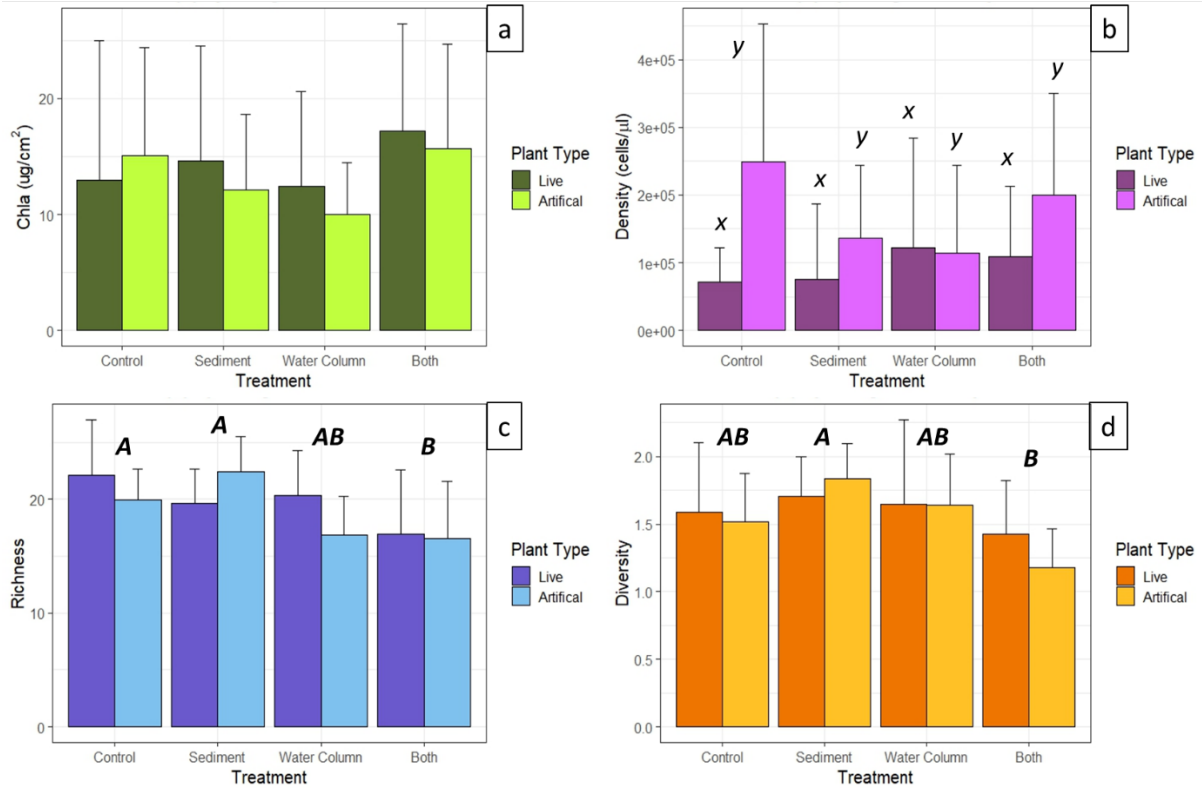 a
20
10
0
Chla (ug/cm²)
Control
Sediment
Water Column
Both
Treatment
Plant Type
Live
Artifical
b
4e+05
3e+05
2e+05
1e+05
0e+00
Density (cells/µl)
x
y
x
y
x
y
x
y
Control
Sediment
Water Column
Both
Treatment
Plant Type
Live
Artifical
c
20
10
0
Richness
A
A
AB
B
Control
Sediment
Water Column
Both
Treatment
Plant Type
Live
Artifical
d
2.0
1.5
1.0
0.5
0.0
Diversity
AB
A
AB
B
Control
Sediment
Water Column
Both
Treatment
Plant Type
Live
Artifical